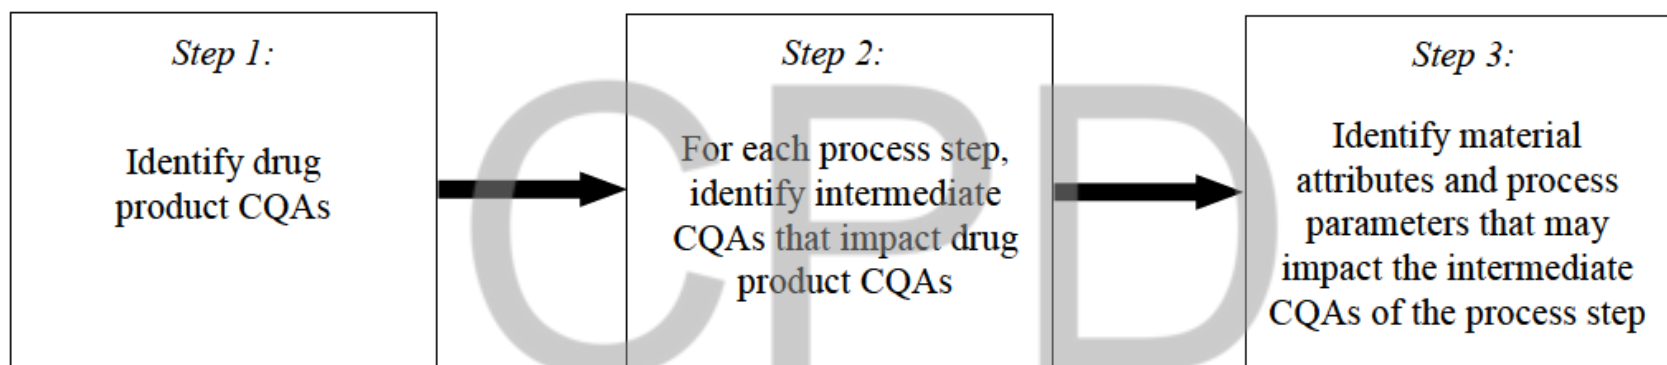 Step 1:
Identify drug
product CQAs
Step 2:
For each process step,
identify intermediate
CQAs that impact drug
product CQAs
Step 3:
Identify material
attributes and process
parameters that may
impact the intermediate
CQAs of the process step
CPD